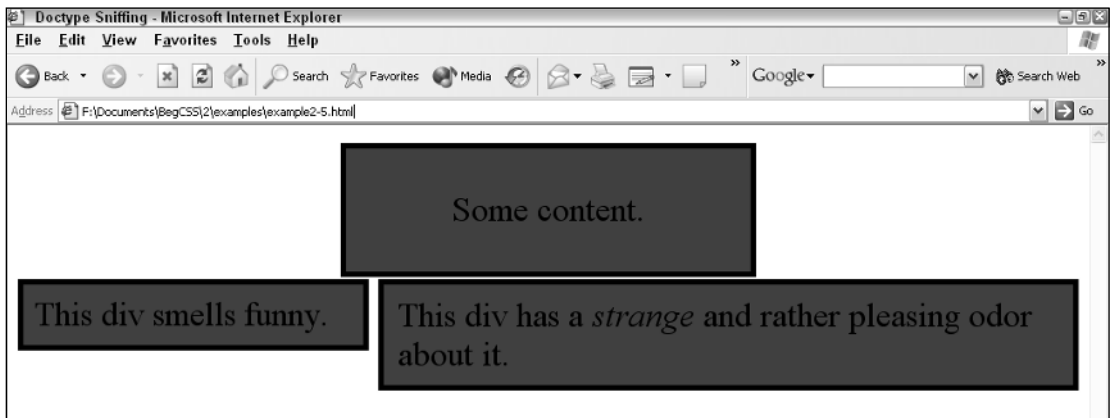 Doctype Sniffing - Microsoft Internet Explorer
File Edit View Favorites Tools Help
Back Search Favorites Media Google Search Web
Address F:\Documents\BegCSS\2\examples\example2-5.html Go
Some content.
This div smells funny.
This div has a strange and rather pleasing odor
about it.